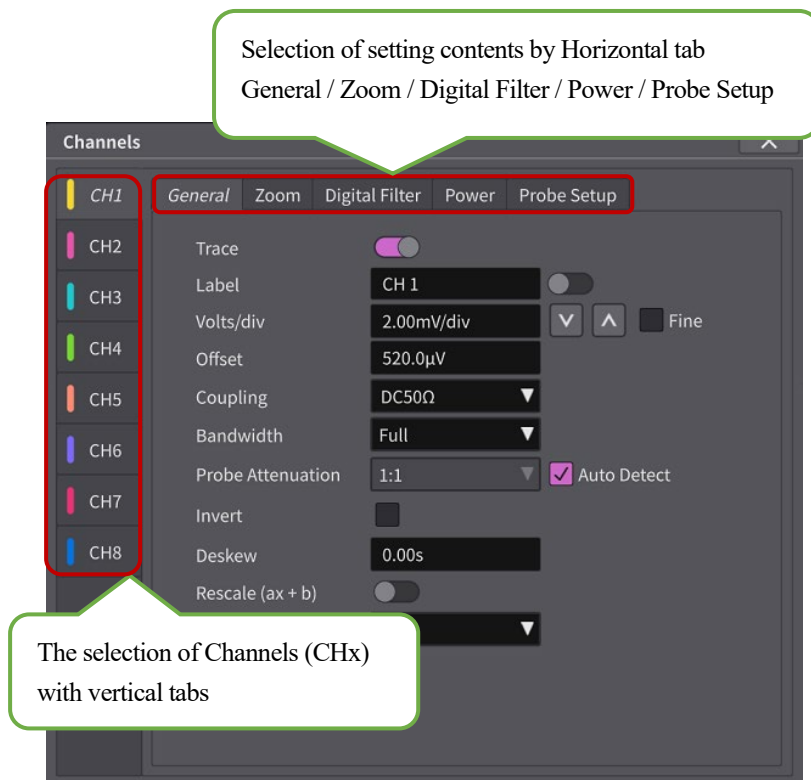 Selection of setting contents by Horizontal tab
General / Zoom / Digital Filter / Power / Probe Setup
Channels
CH1
CH2
CH3
CH4
CH5
CH6
CH7
CH8
General Zoom Digital Filter Power Probe Setup
Trace
Label CH 1
Volts/div 2.00mV/div Fine
Offset 520.0µV
Coupling DC50Ω
Bandwidth Full
Probe Attenuation 1:1 Auto Detect
Invert
Deskew 0.00s
Rescale (ax + b)
The selection of Channels (CHx)
with vertical tabs